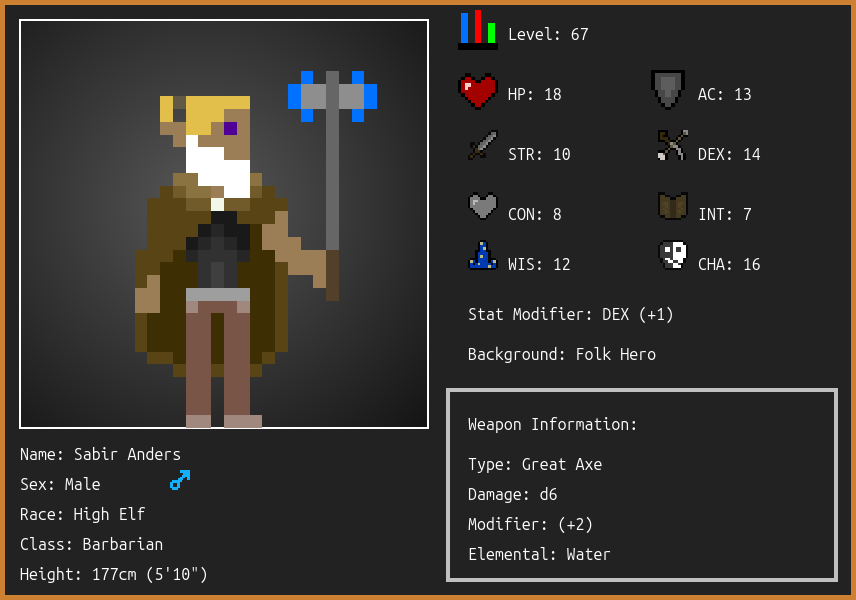 Level: 67
HP: 18 AC: 13
STR: 10 DEX: 14
CON: 8 INT: 7
WIS: 12 CHA: 16
Stat Modifier: DEX (+1)
Background: Folk Hero
Name: Sabir Anders
Sex: Male
Race: High Elf
Class: Barbarian
Height: 177cm (5'10")
Weapon Information:
Type: Great Axe
Damage: d6
Modifier: (+2)
Elemental: Water